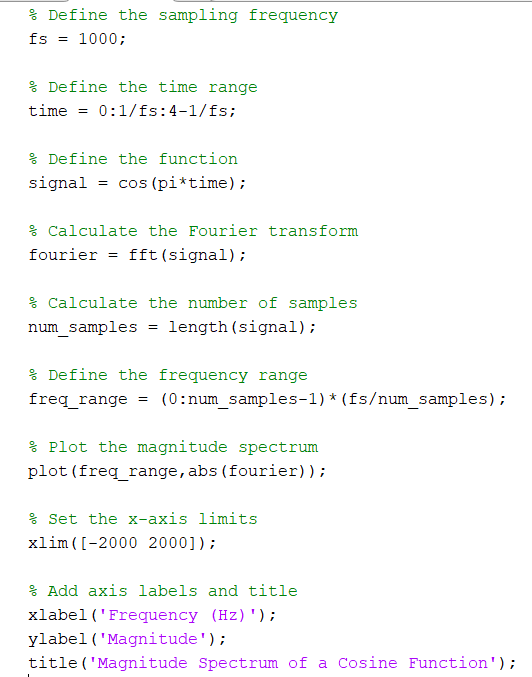 % Define the sampling frequency
fs = 1000;
% Define the time range
time = 0:1/fs:4-1/fs;
% Define the function
signal = cos(pi*time);
% Calculate the Fourier transform
fourier = fft(signal);
% Calculate the number of samples
num_samples = length(signal);
% Define the frequency range
freq_range = (0:num_samples-1)*(fs/num_samples);
% Plot the magnitude spectrum
plot(freq_range,abs(fourier));
% Set the x-axis limits
xlim([-2000 2000]);
% Add axis labels and title
xlabel('Frequency (Hz)');
ylabel('Magnitude');
title('Magnitude Spectrum of a Cosine Function');